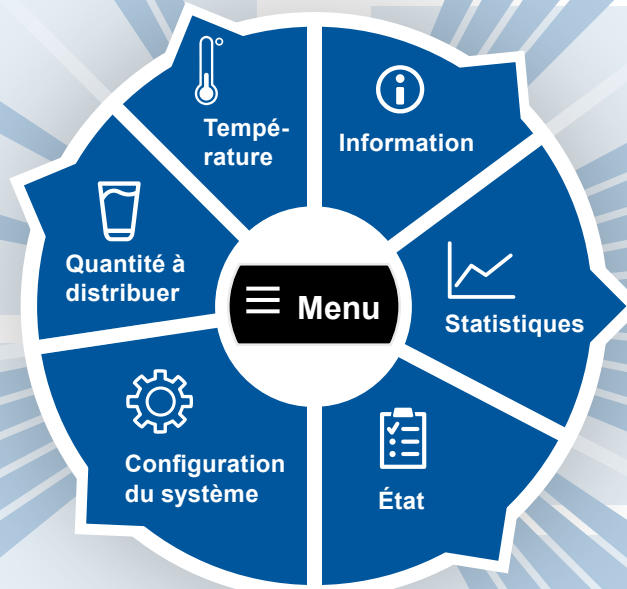 Tempé-
rature
Information
Quantité à
distribuer
Menu
Statistiques
Configuration
du système
État